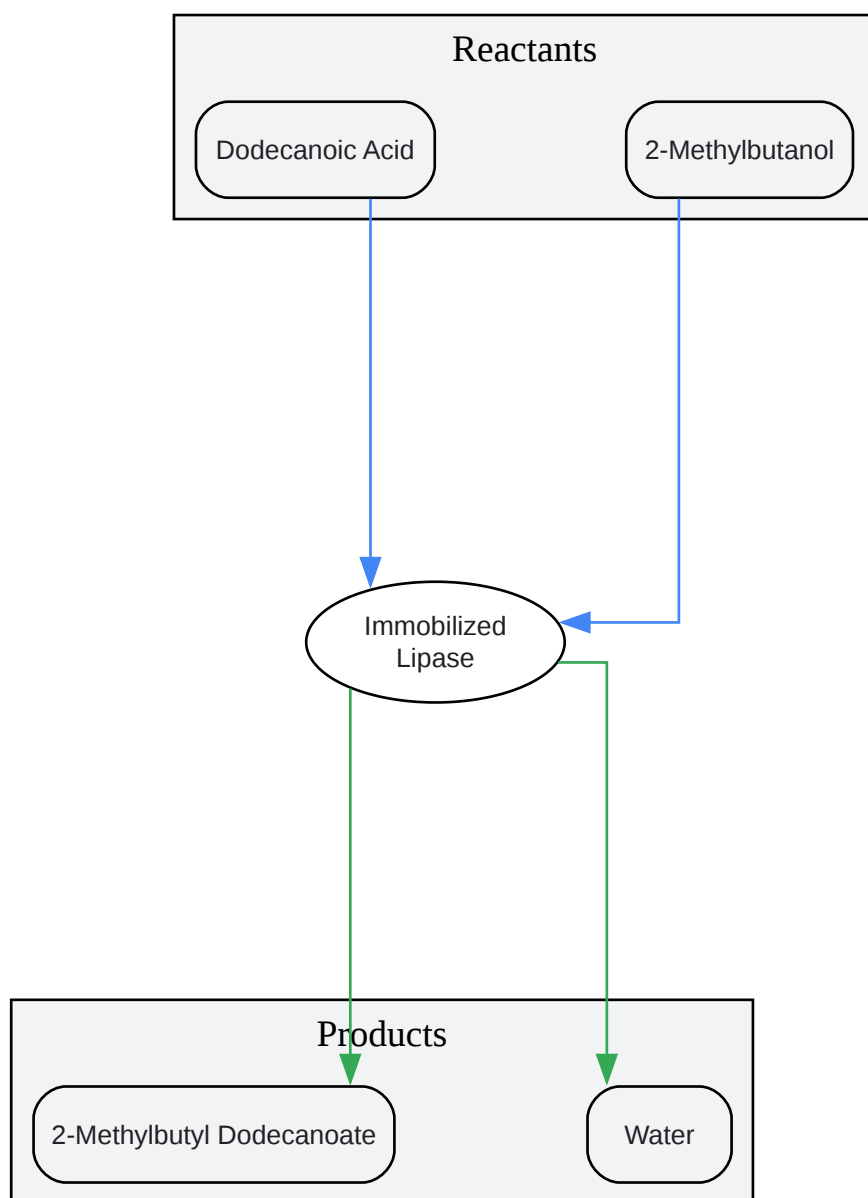 Reactants
Dodecanoic Acid
2-Methylbutanol
Immobilized
Lipase
Products
2-Methylbutyl Dodecanoate
Water